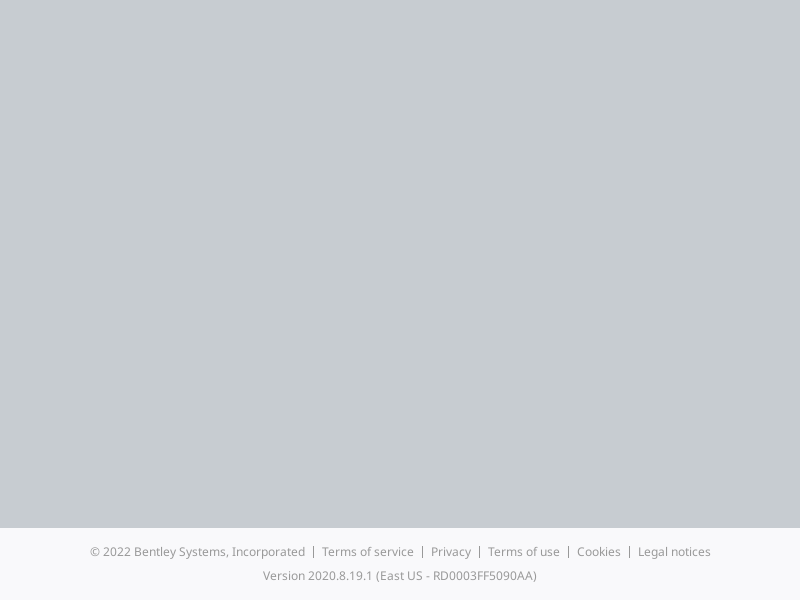 © 2022 Bentley Systems, Incorporated | Terms of service | Privacy | Terms of use | Cookies | Legal notices
Version 2020.8.19.1 (East US - RD0003FF5090AA)